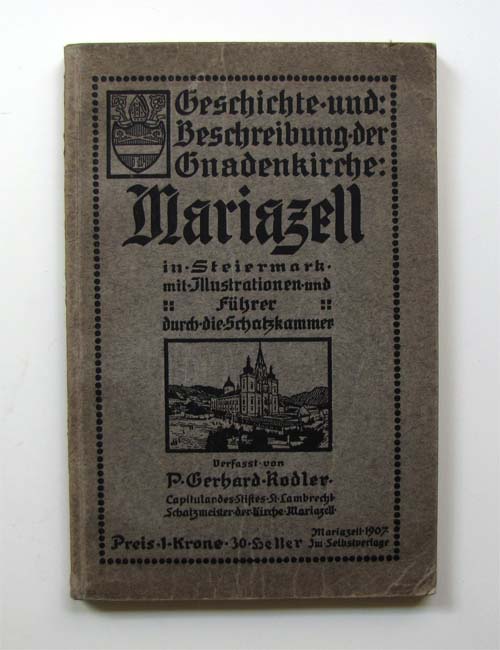 Geschichte·und:
Beschreibung·der
Gnadenkirche:
Mariazell
in·Steiermark·
mit·Illustrationen·und
:: Führer ::
durch·die·Schatzkammer
Verfasst·von
P·Gerhard·Rodler·
Capitular·des·Stiftes·St·Lambrecht
Schatzmeister·der·Kirche·Mariazell·
Mariazell·1907·
Preis·1·Krone·30·Heller Im·Selbstverlage